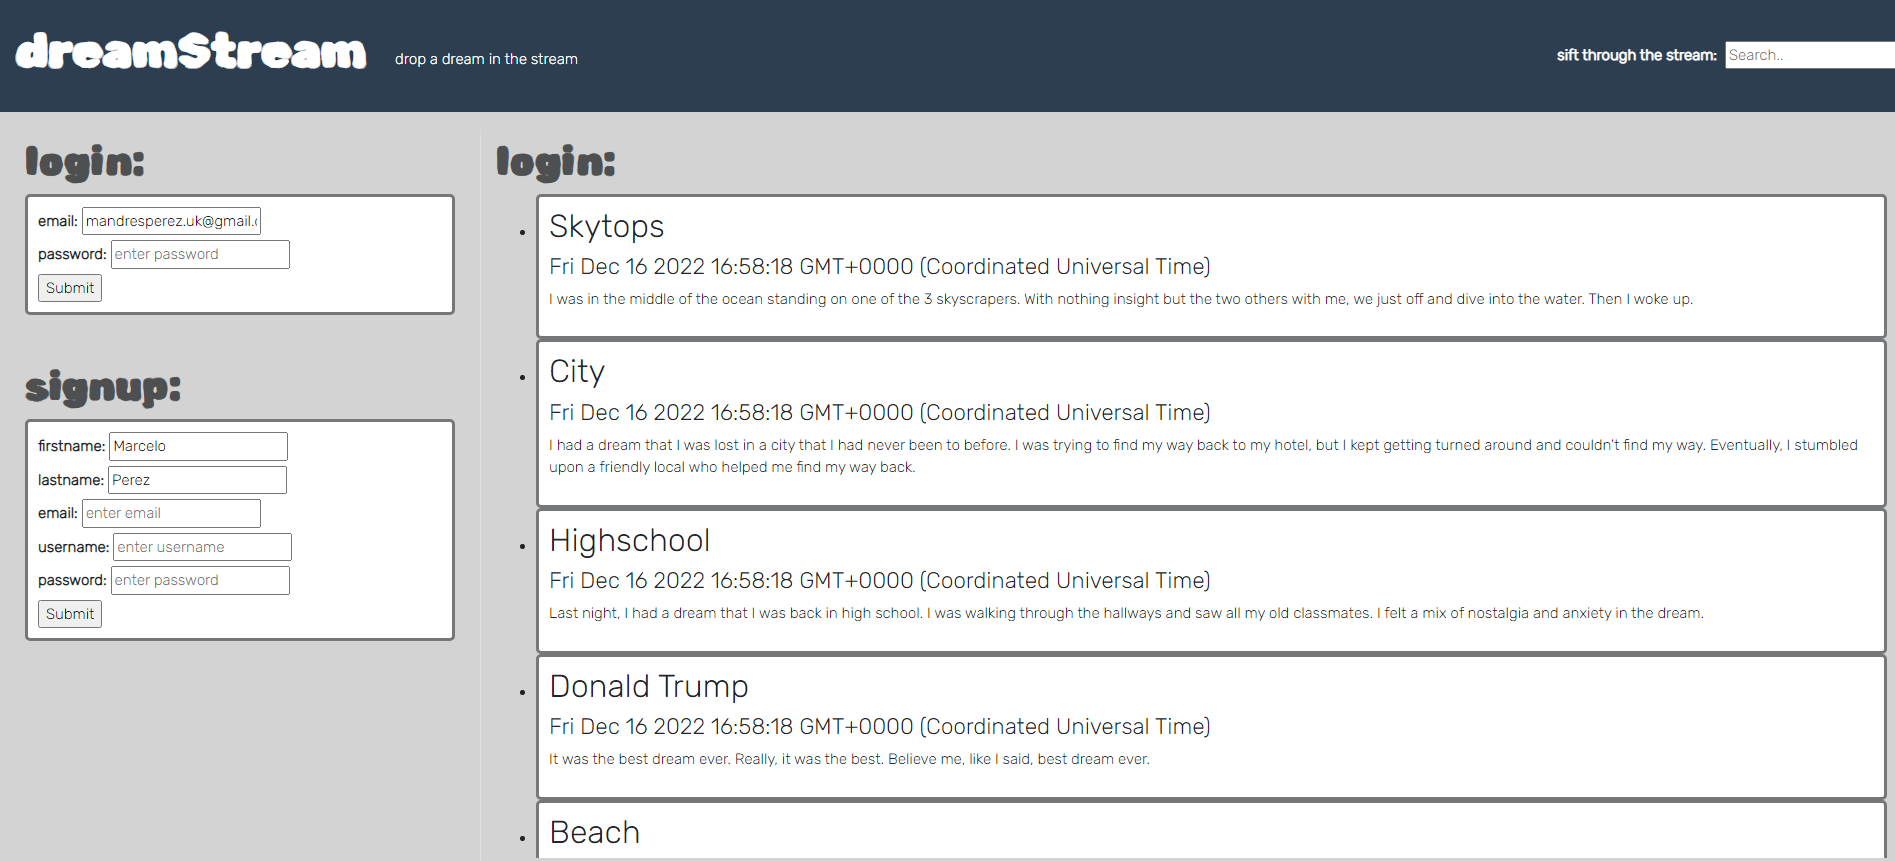 dreamStream
drop a dream in the stream
sift through the stream: Search..
login:
email: mandresperez.uk@gmail.
password: enter password
Submit
signup:
firstname: Marcelo
lastname: Perez
email: enter email
username: enter username
password: enter password
Submit
login:
Skytops
Fri Dec 16 2022 16:58:18 GMT+0000 (Coordinated Universal Time)
I was in the middle of the ocean standing on one of the 3 skyscrapers. With nothing insight but the two others with me, we just off and dive into the water. Then I woke up.
City
Fri Dec 16 2022 16:58:18 GMT+0000 (Coordinated Universal Time)
I had a dream that I was lost in a city that I had never been to before. I was trying to find my way back to my hotel, but I kept getting turned around and couldn't find my way. Eventually, I stumbled
upon a friendly local who helped me find my way back.
Highschool
Fri Dec 16 2022 16:58:18 GMT+0000 (Coordinated Universal Time)
Last night, I had a dream that I was back in high school. I was walking through the hallways and saw all my old classmates. I felt a mix of nostalgia and anxiety in the dream.
Donald Trump
Fri Dec 16 2022 16:58:18 GMT+0000 (Coordinated Universal Time)
It was the best dream ever. Really, it was the best. Believe me, like I said, best dream ever.
Beach